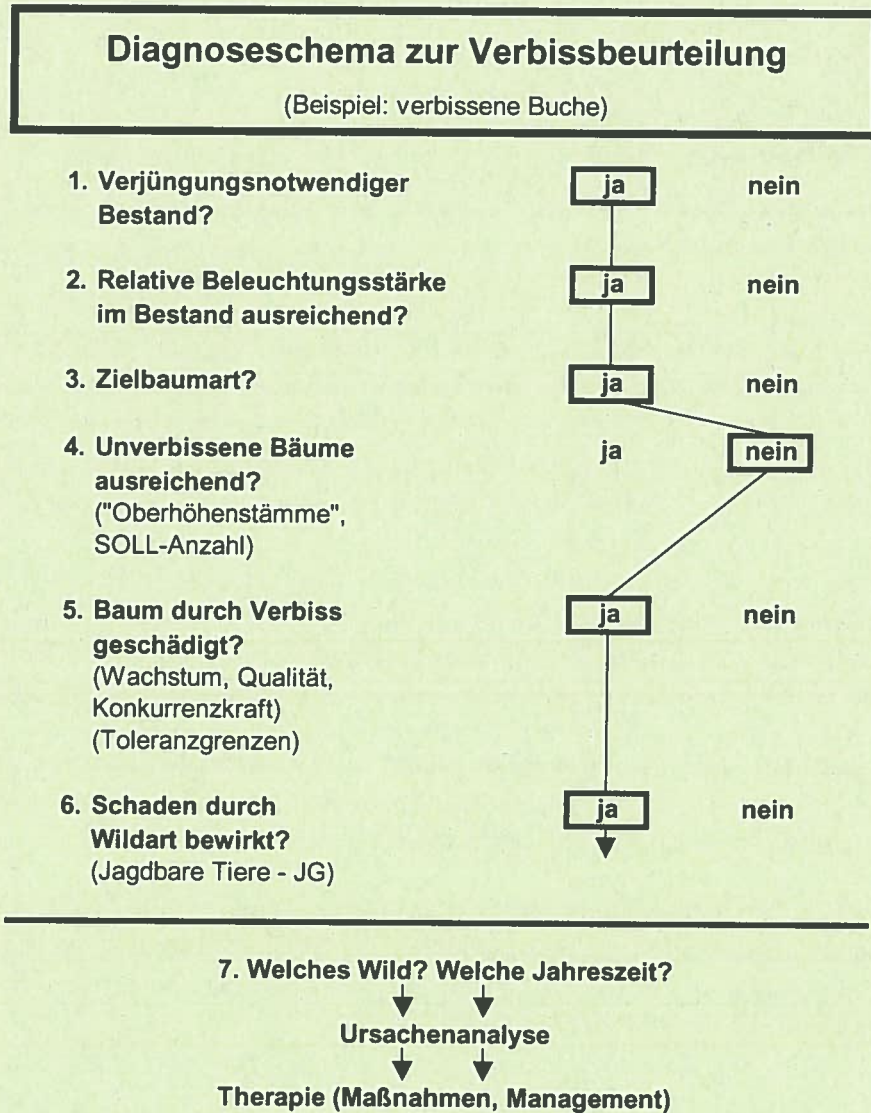 Diagnoseschema zur Verbissbeurteilung
(Beispiel: verbissene Buche)
1. Verjüngungsnotwendiger ja nein
Bestand?
2. Relative Beleuchtungsstärke ja nein
im Bestand ausreichend?
3. Zielbaumart? ja nein
4. Unverbissene Bäume ja nein
ausreichend?
("Oberhöhenstämme",
SOLL-Anzahl)
5. Baum durch Verbiss ja nein
geschädigt?
(Wachstum, Qualität,
Konkurrenzkraft)
(Toleranzgrenzen)
6. Schaden durch ja nein
Wildart bewirkt?
(Jagdbare Tiere - JG)
7. Welches Wild? Welche Jahreszeit?
Ursachenanalyse
Therapie (Maßnahmen, Management)